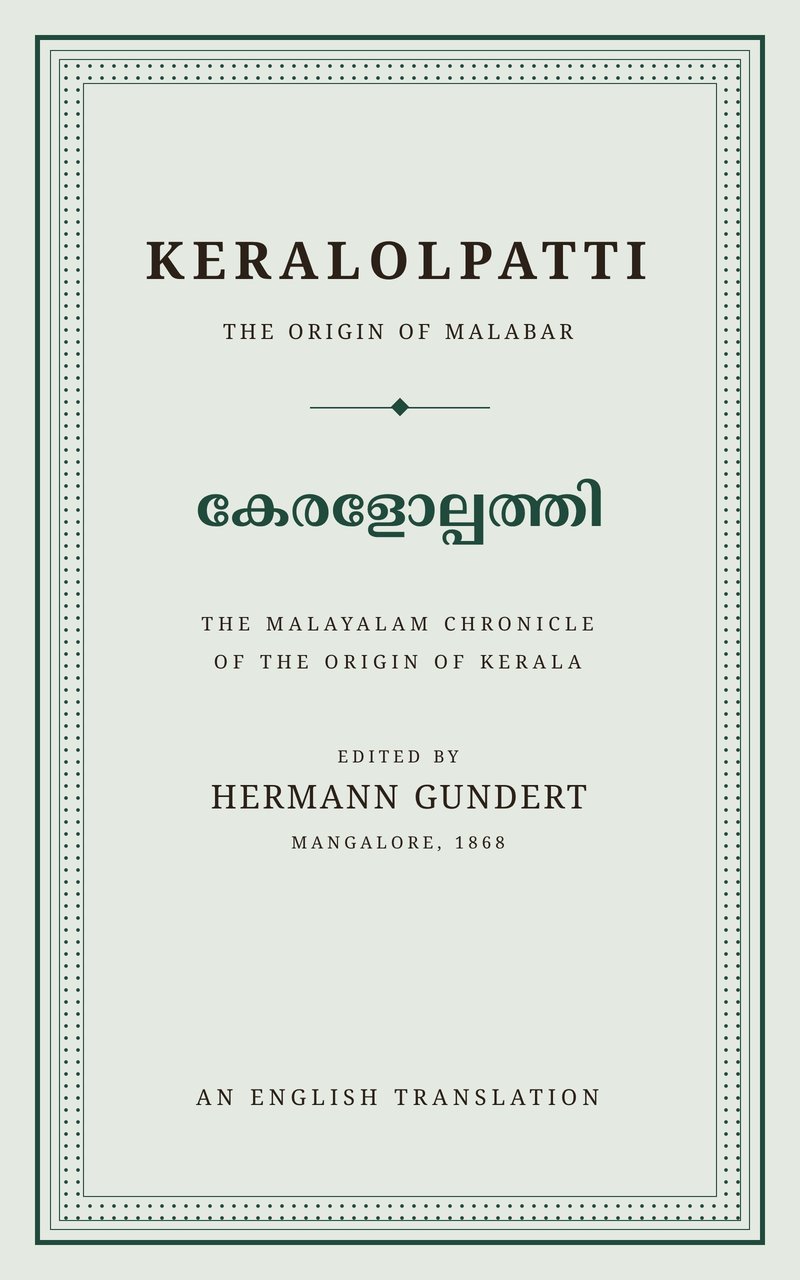 KERALOLPATTI
THE ORIGIN OF MALABAR
കേരളോല്പത്തി
THE MALAYALAM CHRONICLE
OF THE ORIGIN OF KERALA
EDITED BY
HERMANN GUNDERT
MANGALORE, 1868
AN ENGLISH TRANSLATION